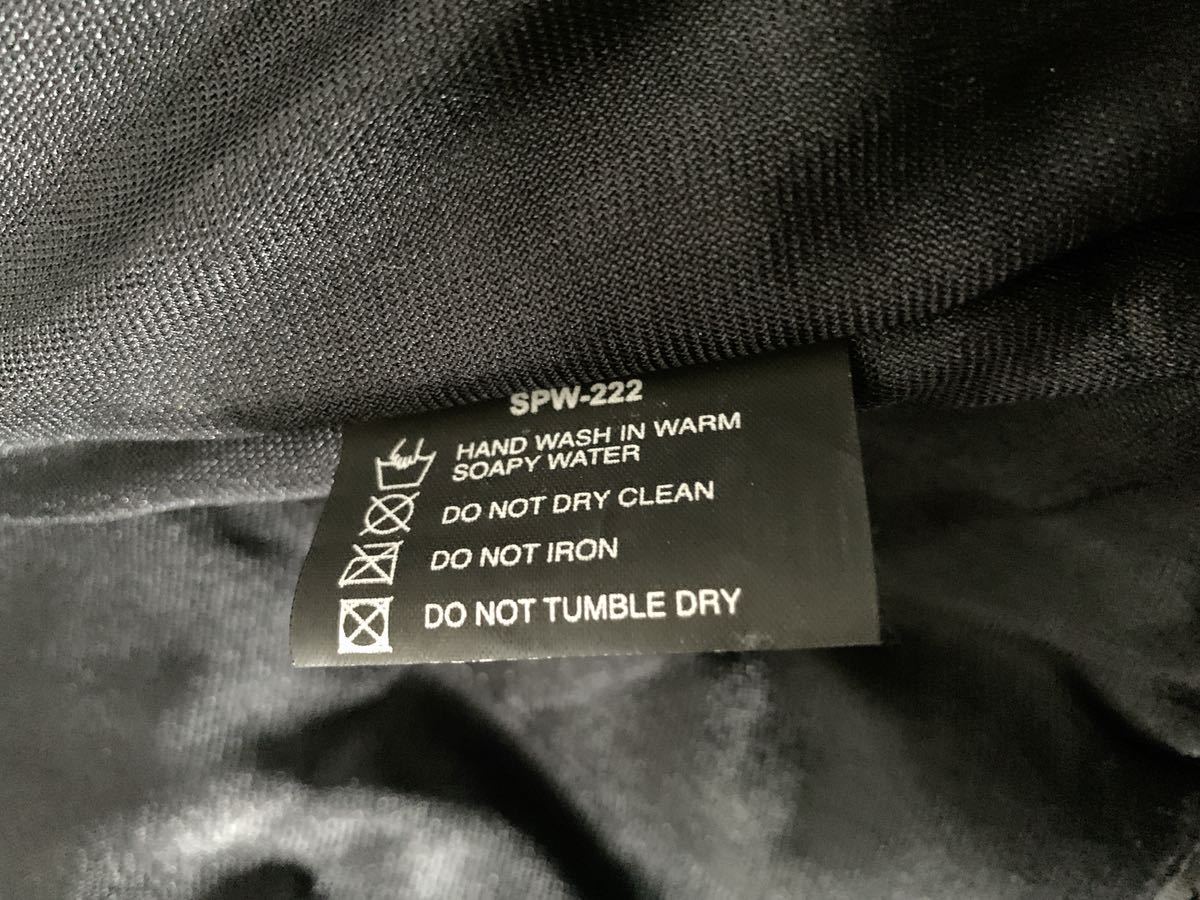 SPW-222
HAND WASH IN WARM
SOAPY WATER
DO NOT DRY CLEAN
DO NOT IRON
DO NOT TUMBLE DRY